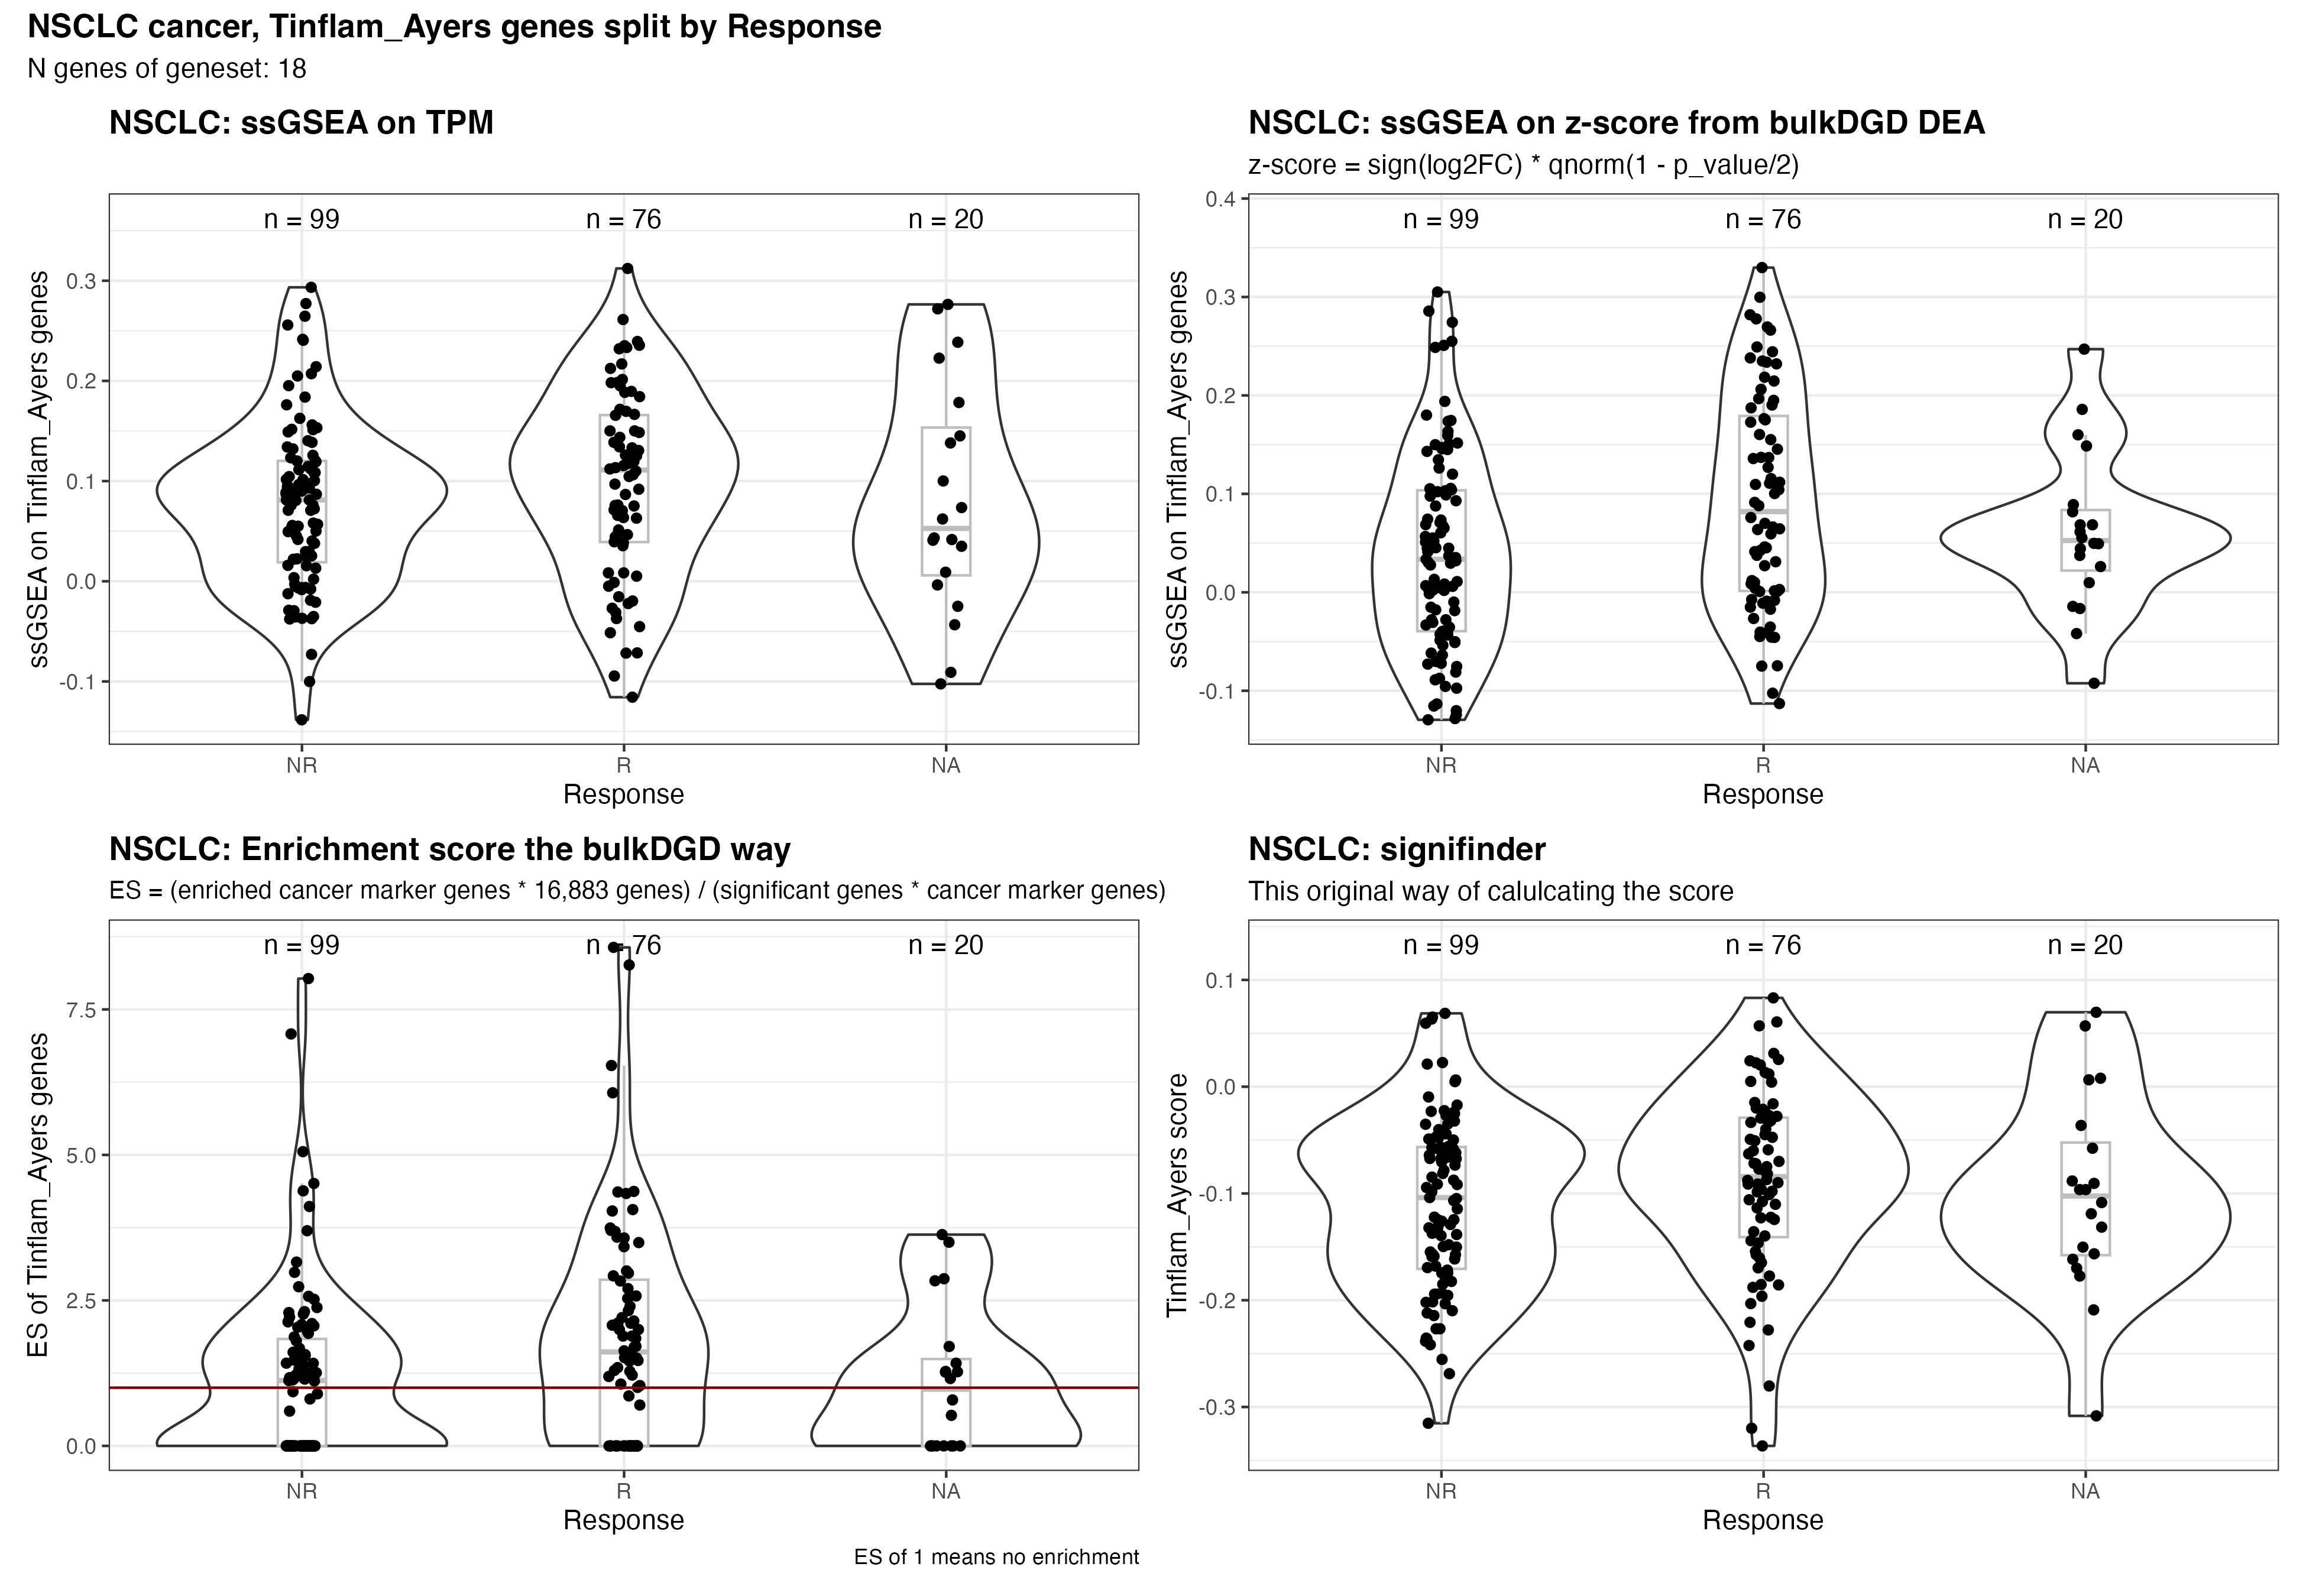 NSCLC cancer, Tinflam_Ayers genes split by Response
N genes of geneset: 18
NSCLC: ssGSEA on TPM
ssGSEA on Tinflam_Ayers genes
n = 99
n = 76
n = 20
0.3
0.2
0.1
0.0
-0.1
NR
R
NA
Response
NSCLC: ssGSEA on z-score from bulkDGD DEA
z-score = sign(log2FC) * qnorm(1 - p_value/2)
ssGSEA on Tinflam_Ayers genes
n = 99
n = 76
n = 20
0.4
0.3
0.2
0.1
0.0
-0.1
NR
R
NA
Response
NSCLC: Enrichment score the bulkDGD way
ES = (enriched cancer marker genes * 16,883 genes) / (significant genes * cancer marker genes)
ES of Tinflam_Ayers genes
n = 99
n = 76
n = 20
7.5
5.0
2.5
0.0
NR
R
NA
Response
ES of 1 means no enrichment
NSCLC: signifinder
This original way of calulcating the score
Tinflam_Ayers score
n = 99
n = 76
n = 20
0.1
0.0
-0.1
-0.2
-0.3
NR
R
NA
Response